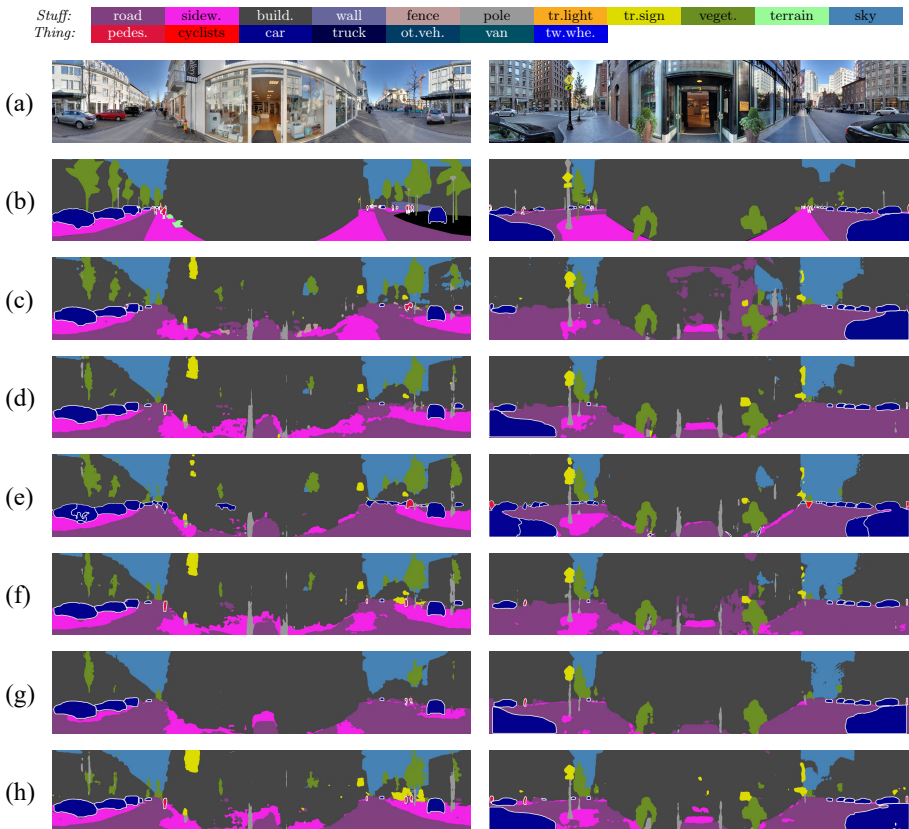 Stuff: road sidew. build. wall fence pole tr.light tr.sign veget. terrain sky
Thing: pedes. cyclists car truck ot.veh. van tw.whe.
(a)
(b)
(c)
(d)
(e)
(f)
(g)
(h)